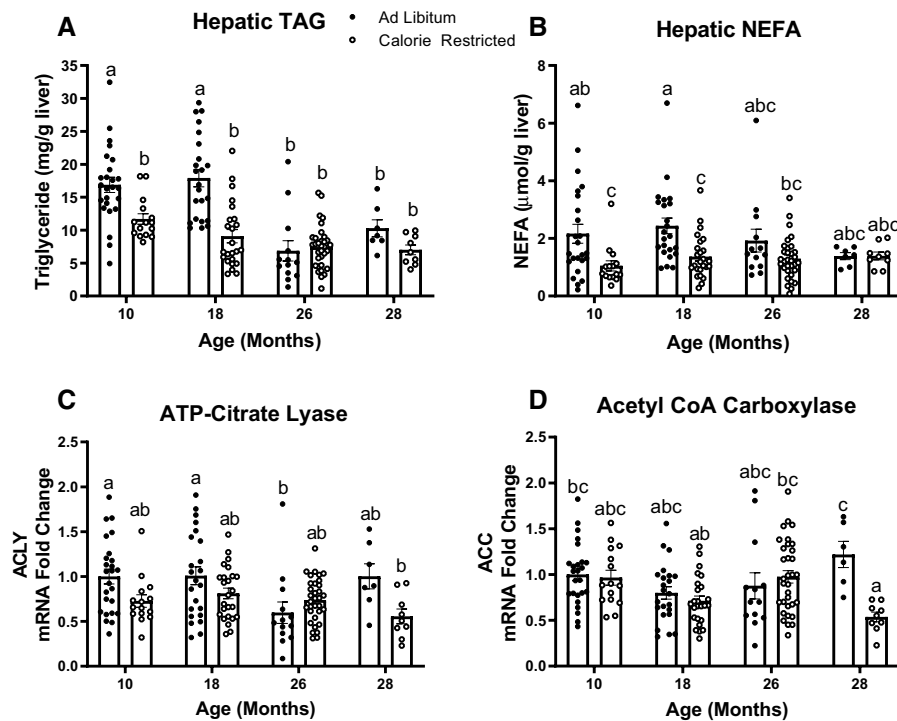 A
Hepatic TAG
Ad Libitum
Calorie Restricted
Triglyceride (mg/g liver)
35
30
25
20
15
10
5
0
a
b
a
b
b
b
b
b
10
18
26
28
Age (Months)
B
Hepatic NEFA
NEFA (μmol/g liver)
8
6
4
2
0
ab
c
a
c
abc
bc
abc
abc
10
18
26
28
Age (Months)
C
ATP-Citrate Lyase
ACLY
mRNA Fold Change
2.5
2.0
1.5
1.0
0.5
0.0
a
ab
a
ab
b
ab
ab
b
10
18
26
28
Age (Months)
D
Acetyl CoA Carboxylase
ACC
mRNA Fold Change
2.5
2.0
1.5
1.0
0.5
0.0
bc
abc
abc
ab
abc
bc
c
a
10
18
26
28
Age (Months)